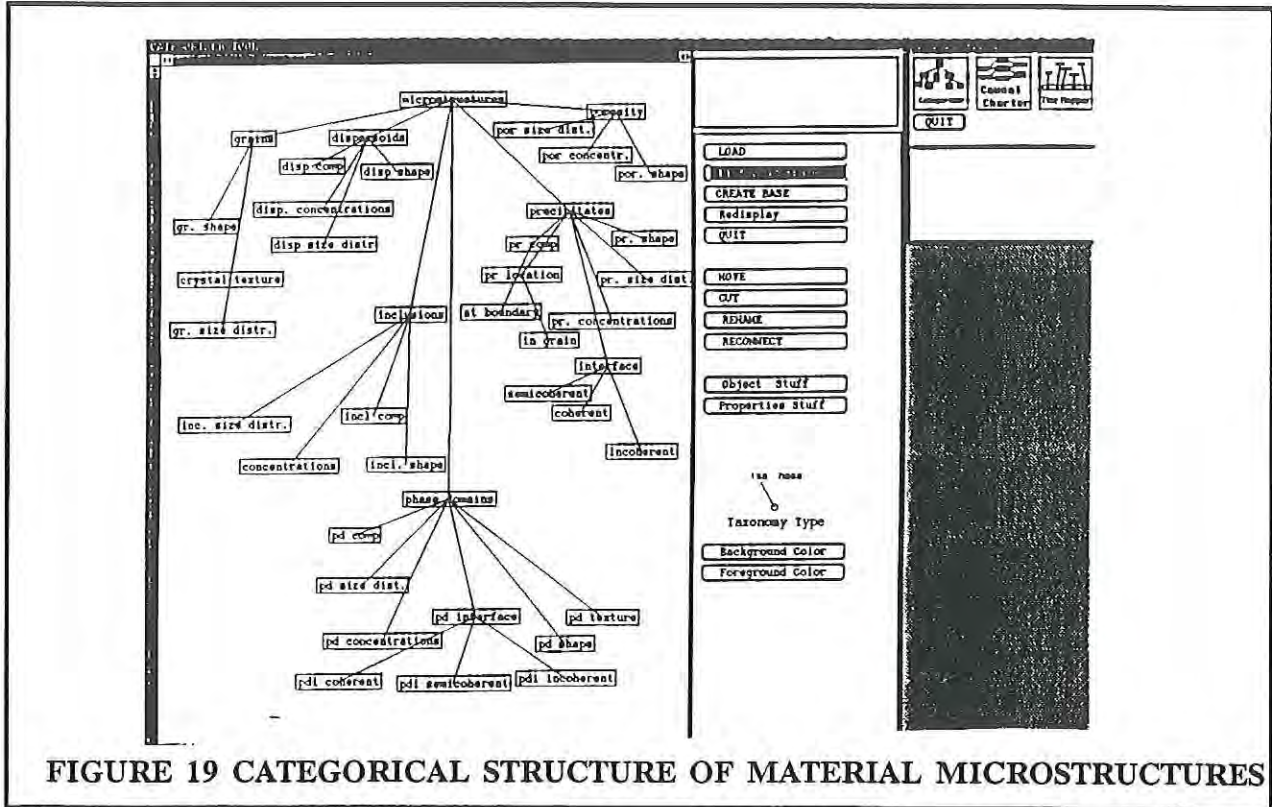 microstructures
porosity
por size dist.
por concentr.
por. shape
grains
dispersoids
disp comp
disp shape
disp. concentrations
disp size distr
gr. shape
crystal texture
gr. size distr.
precipitates
pr comp
pr. shape
pr location
pr. size dist.
at boundary
pr. concentrations
in grain
interface
semicoherent
coherent
incoherent
inclusions
inc. size distr.
incl comp
concentrations
incl. shape
phase domains
pd comp
pd size dist.
pd interface
pd texture
pd concentrations
pd shape
pdi coherent
pdi semicoherent
pdi incoherent
LOAD
CREATE BASE
Redisplay
QUIT
MOVE
CUT
RENAME
RECONNECT
Object Stuff
Properties Stuff
Taxonomy Type
Background Color
Foreground Color
Causal
Charter
QUIT
FIGURE 19 CATEGORICAL STRUCTURE OF MATERIAL MICROSTRUCTURES